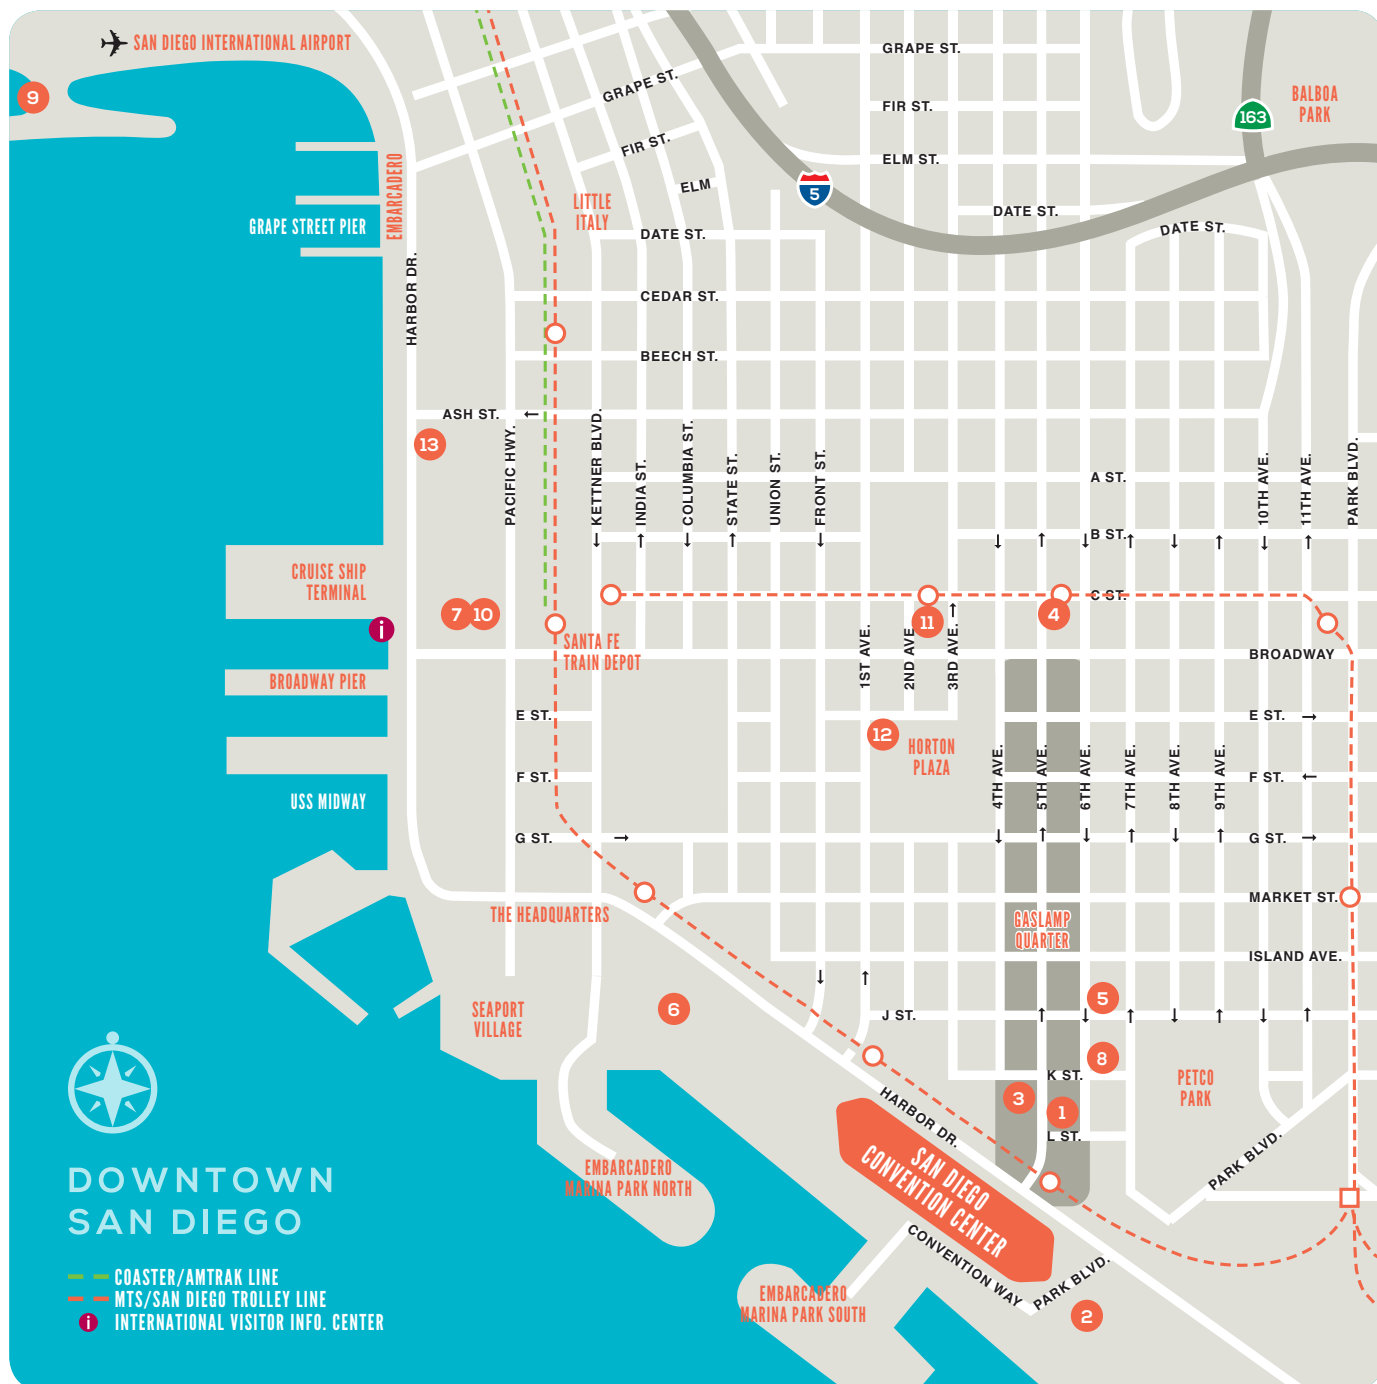 SAN DIEGO INTERNATIONAL AIRPORT
GRAPE ST.
GRAPE ST.
9
FIR ST.
163
BALBOA
PARK
FIR ST.
ELM ST.
EMBARCADERO
ELM
5
LITTLE
ITALY
DATE ST.
GRAPE STREET PIER
DATE ST.
DATE ST.
HARBOR DR.
CEDAR ST.
BEECH ST.
ASH ST.
13
PACIFIC HWY.
KETTNER BLVD.
INDIA ST.
COLUMBIA ST.
STATE ST.
UNION ST.
FRONT ST.
A ST.
10TH AVE.
11TH AVE.
PARK BLVD.
B ST.
CRUISE SHIP
TERMINAL
C ST.
7
10
11
4
i
SANTA FE
TRAIN DEPOT
1ST AVE.
2ND AVE
3RD AVE.
BROADWAY
BROADWAY PIER
E ST.
12
HORTON
PLAZA
E ST.
F ST.
4TH AVE.
5TH AVE.
6TH AVE.
7TH AVE.
8TH AVE.
9TH AVE.
F ST.
USS MIDWAY
G ST.
G ST.
MARKET ST.
THE HEADQUARTERS
GASLAMP
QUARTER
ISLAND AVE.
SEAPORT
VILLAGE
6
5
J ST.
8
K ST.
PETCO
PARK
3
1
HARBOR DR.
L ST.
PARK BLVD.
SAN DIEGO
CONVENTION CENTER
EMBARCADERO
MARINA PARK NORTH
DOWNTOWN
SAN DIEGO
CONVENTION WAY
PARK BLVD.
2
EMBARCADERO
MARINA PARK SOUTH
COASTER/AMTRAK LINE
MTS/SAN DIEGO TROLLEY LINE
i INTERNATIONAL VISITOR INFO. CENTER